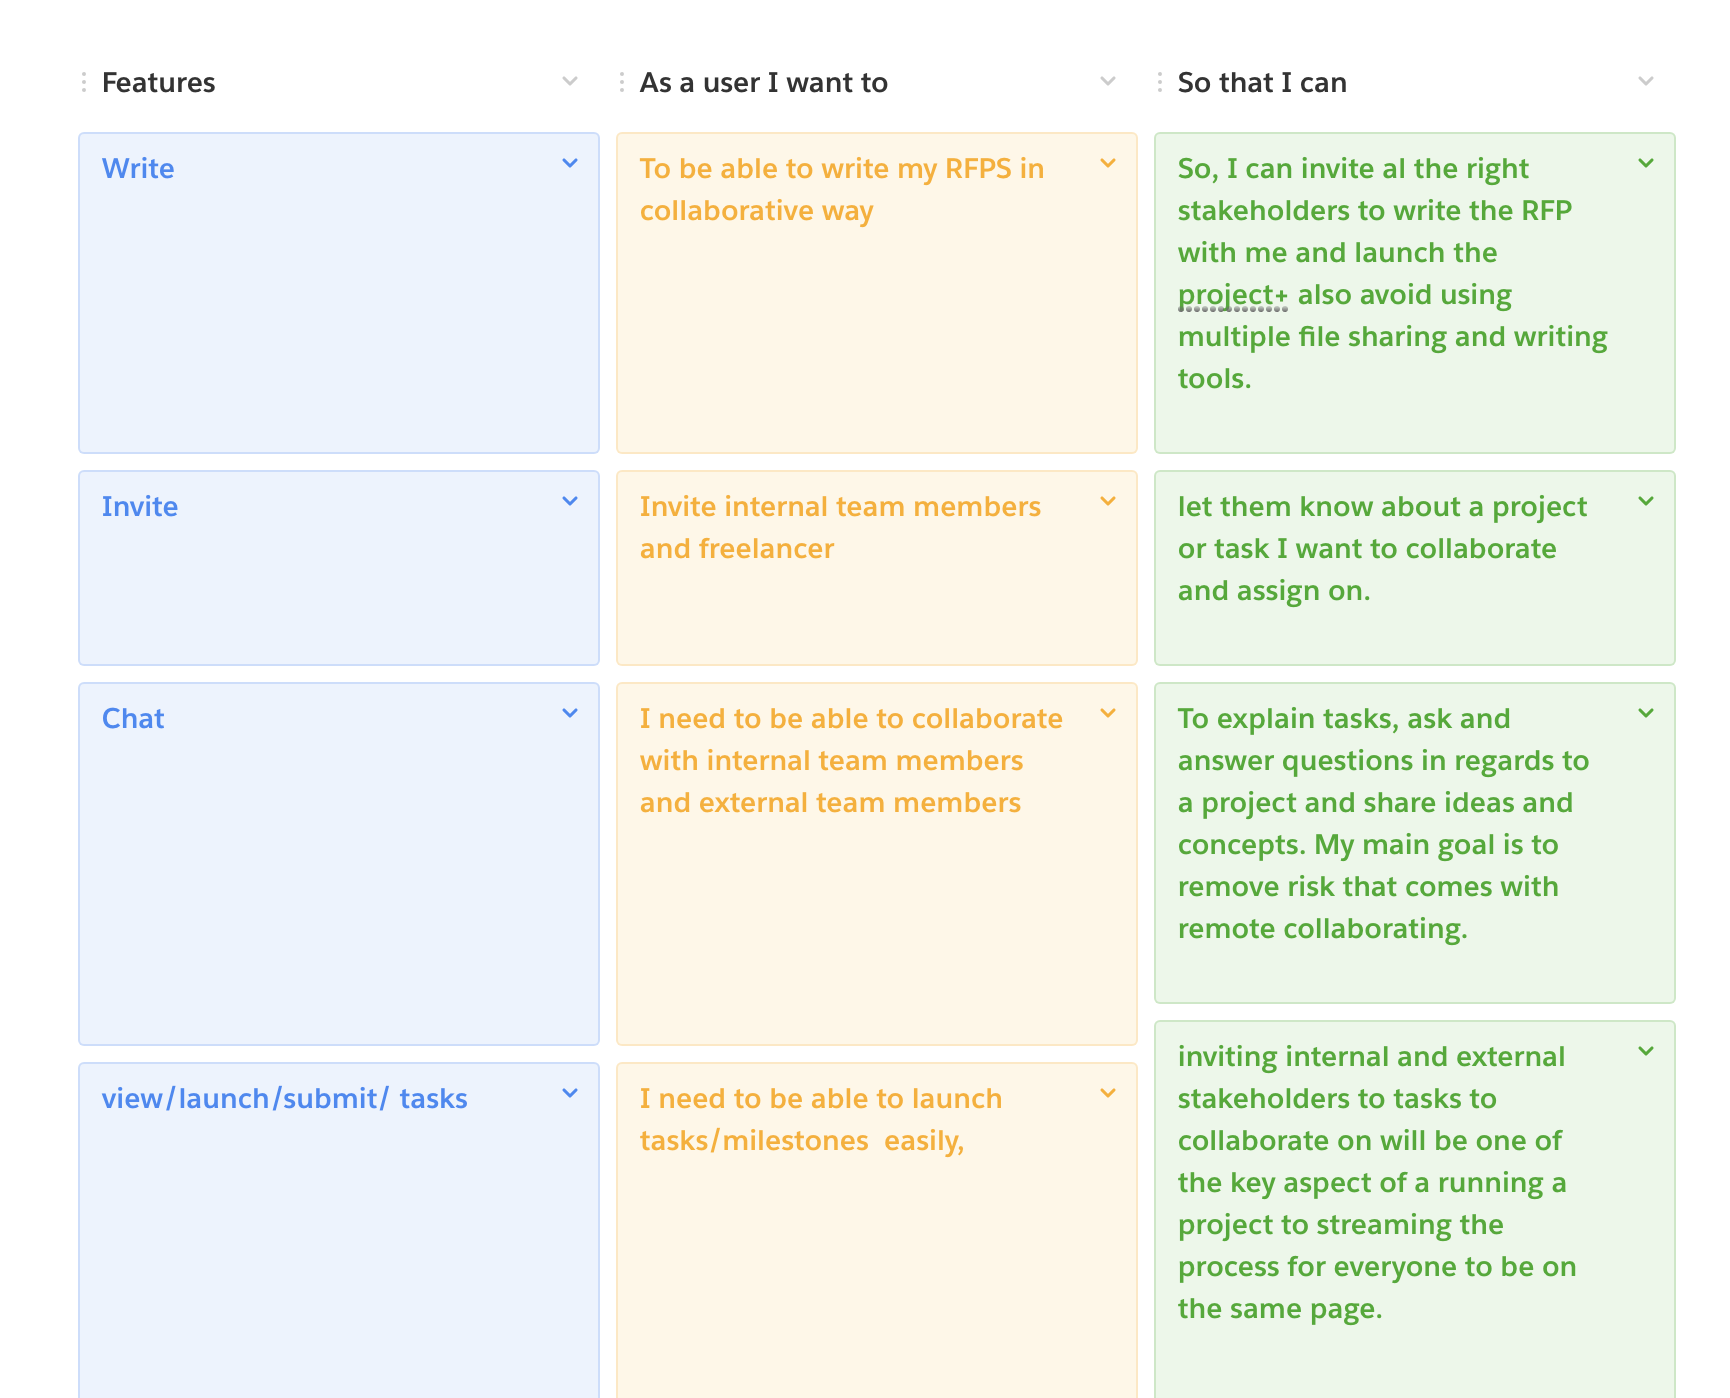 Features
As a user I want to
So that I can
Write
To be able to write my RFPS in
collaborative way
So, I can invite al the right
stakeholders to write the RFP
with me and launch the
project+ also avoid using
multiple file sharing and writing
tools.
Invite
Invite internal team members
and freelancer
let them know about a project
or task I want to collaborate
and assign on.
Chat
I need to be able to collaborate
with internal team members
and external team members
To explain tasks, ask and
answer questions in regards to
a project and share ideas and
concepts. My main goal is to
remove risk that comes with
remote collaborating.
view/launch/submit/ tasks
I need to be able to launch
tasks/milestones  easily,
inviting internal and external
stakeholders to tasks to
collaborate on will be one of
the key aspect of a running a
project to streaming the
process for everyone to be on
the same page.